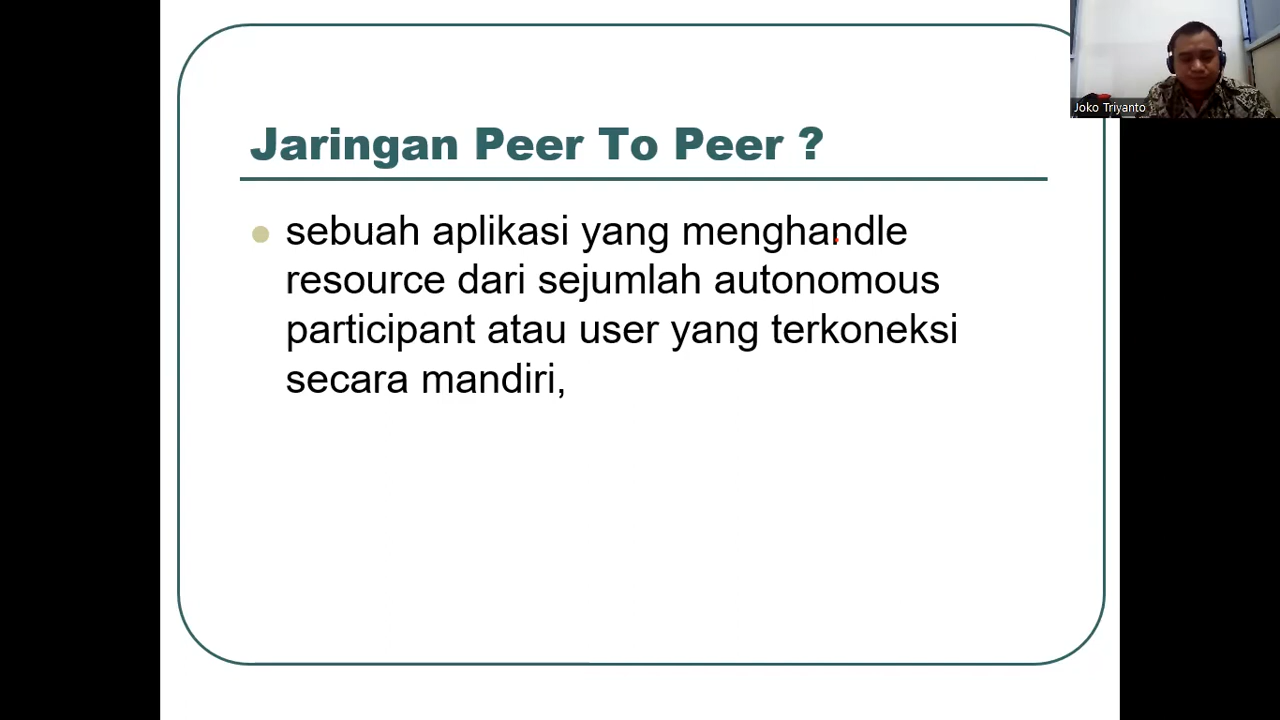 Jaringan Peer To Peer ?
sebuah aplikasi yang menghandle
resource dari sejumlah autonomous
participant atau user yang terkoneksi
secara mandiri,
Joko Triyanto